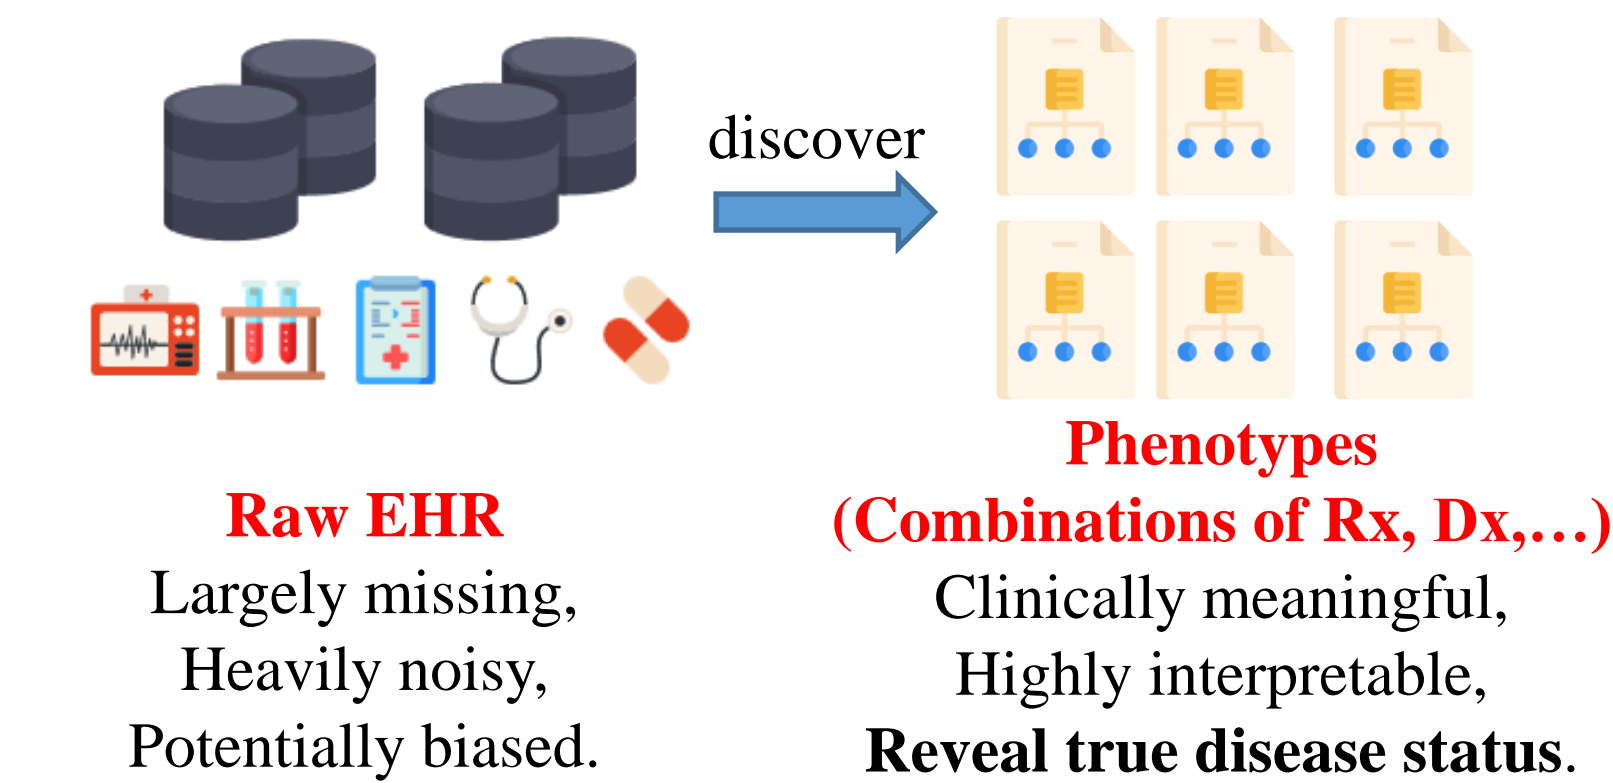 discover
Raw EHR
Largely missing,
Heavily noisy,
Potentially biased.
Phenotypes
(Combinations of Rx, Dx,…)
Clinically meaningful,
Highly interpretable,
Reveal true disease status.